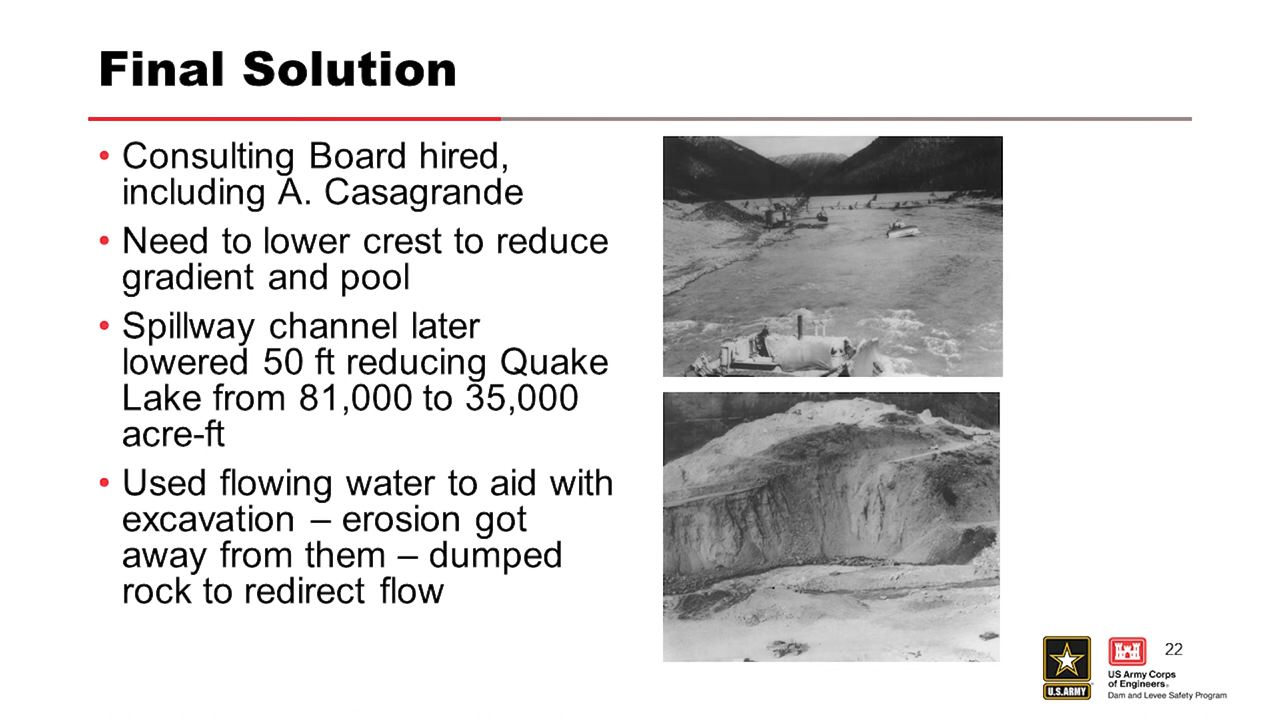 Final Solution
• Consulting Board hired,
including A. Casagrande
• Need to lower crest to reduce
gradient and pool
• Spillway channel later
lowered 50 ft reducing Quake
Lake from 81,000 to 35,000
acre-ft
• Used flowing water to aid with
excavation – erosion got
away from them – dumped
rock to redirect flow
U.S.ARMY
22
US Army Corps
of Engineers®
Dam and Levee Safety Program